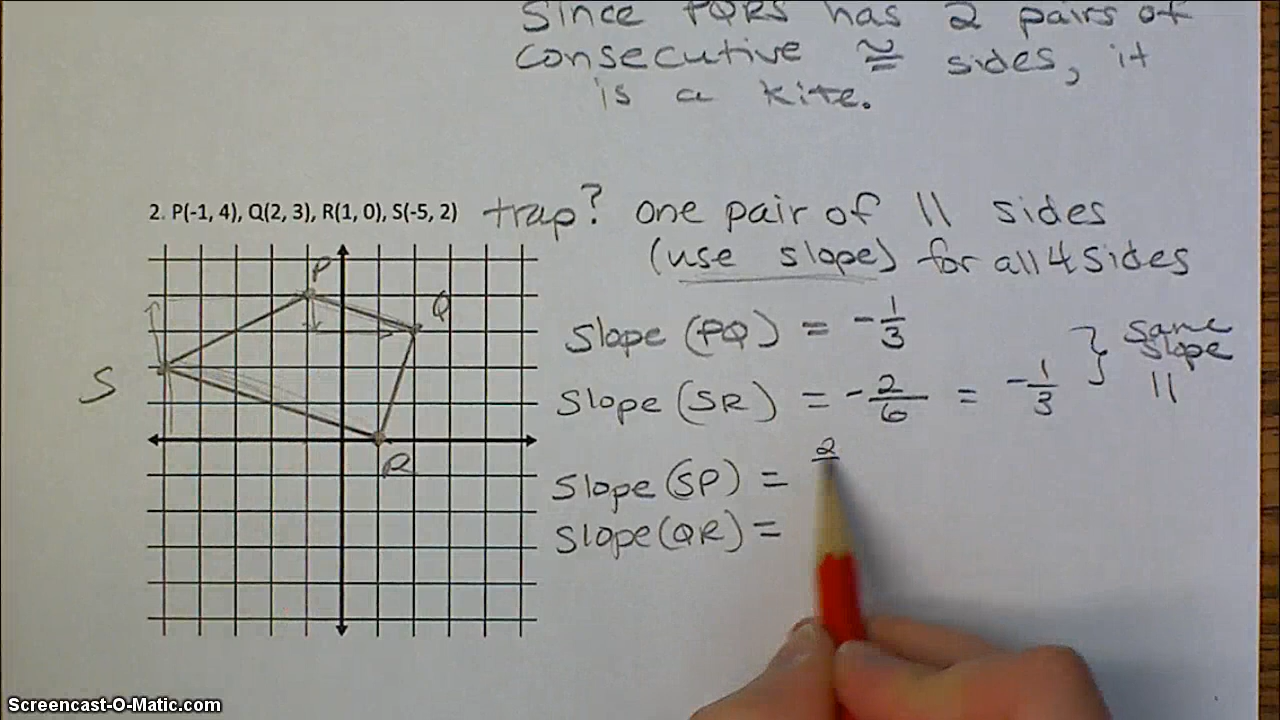 Since PQRS has 2 pairs of
consecutive ≅ sides, it
is a kite.
2. P(-1, 4), Q(2, 3), R(1, 0), S(-5, 2)
trap? one pair of || sides
(use slope) for all 4 sides
P
Q
S
R
Slope (PQ) = -1/3
Slope (SR) = -2/6 = -1/3
} same
slope
||
Slope (SP) = 2/
Slope (QR) =
Screencast-O-Matic.com